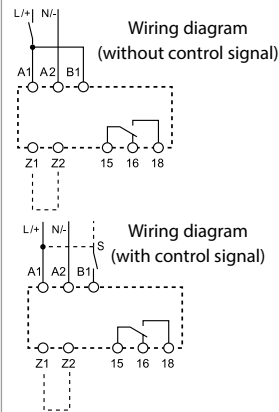 L/+ N/-
Wiring diagram
(without control signal)
A1 A2 B1
Z1 Z2 15 16 18
L/+ N/-
Wiring diagram
(with control signal)
S
A1 A2 B1
Z1 Z2 15 16 18